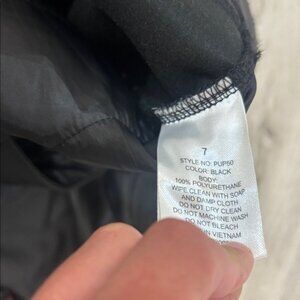 7
STYLE NO: PUP60
COLOR: BLACK
BODY:
100% POLYURETHANE
WIPE CLEAN WITH SOAP
AND DAMP CLOTH
DO NOT DRY CLEAN
DO NOT MACHINE WASH
DO NOT BLEACH
IN VIETNAM